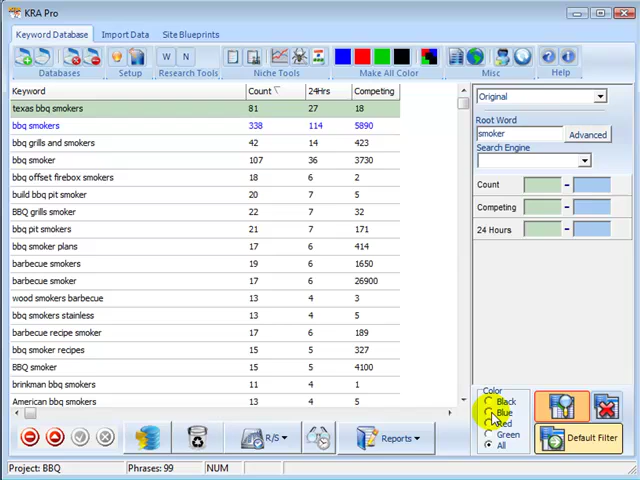 KRA Pro
Keyword Database Import Data Site Blueprints
W N
Databases Setup Research Tools Niche Tools Make All Color Misc Help
Keyword Count 24Hrs Competing
texas bbq smokers 81 27 18
bbq smokers 338 114 5890
bbq grills and smokers 42 14 423
bbq smoker 107 36 3730
bbq offset firebox smokers 18 6 2
build bbq pit smoker 20 7 5
BBQ grills smoker 22 7 32
bbq pit smoker 21 7 171
bbq smoker plans 17 6 414
barbecue smokers 19 6 1650
barbecue smoker 17 6 26900
wood smokers barbecue 13 4 3
bbq smokers stainless 13 4 5
barbecue recipe smoker 17 6 189
bbq smoker recipes 15 5 327
BBQ smoker 15 5 4100
brinkman bbq smokers 11 4 1
American bbq smokers 13 4 2
Original
Root Word
smoker Advanced
Search Engine
Count -
Competing -
24 Hours -
Color
Black
Blue
Red
Green
All
Default Filter
R/S Reports
Project: BBQ Phrases: 99 NUM